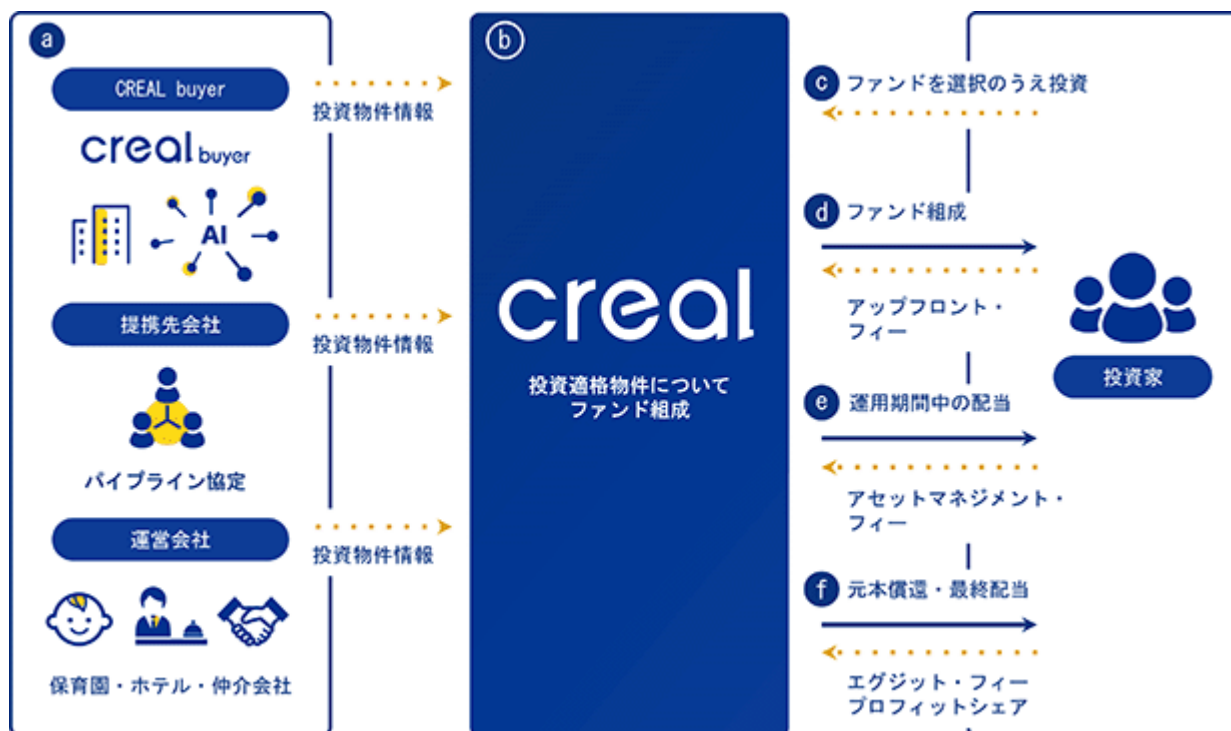 a
CREAL buyer
creal buyer
AI
提携先会社
パイプライン協定
運営会社
保育園・ホテル・仲介会社
投資物件情報
投資物件情報
投資物件情報
b
creal
投資適格物件について
ファンド組成
c ファンドを選択のうえ投資
d ファンド組成
アップフロント・
フィー
e 運用期間中の配当
アセットマネジメント・
フィー
f 元本償還・最終配当
エグジット・フィー
プロフィットシェア
投資家